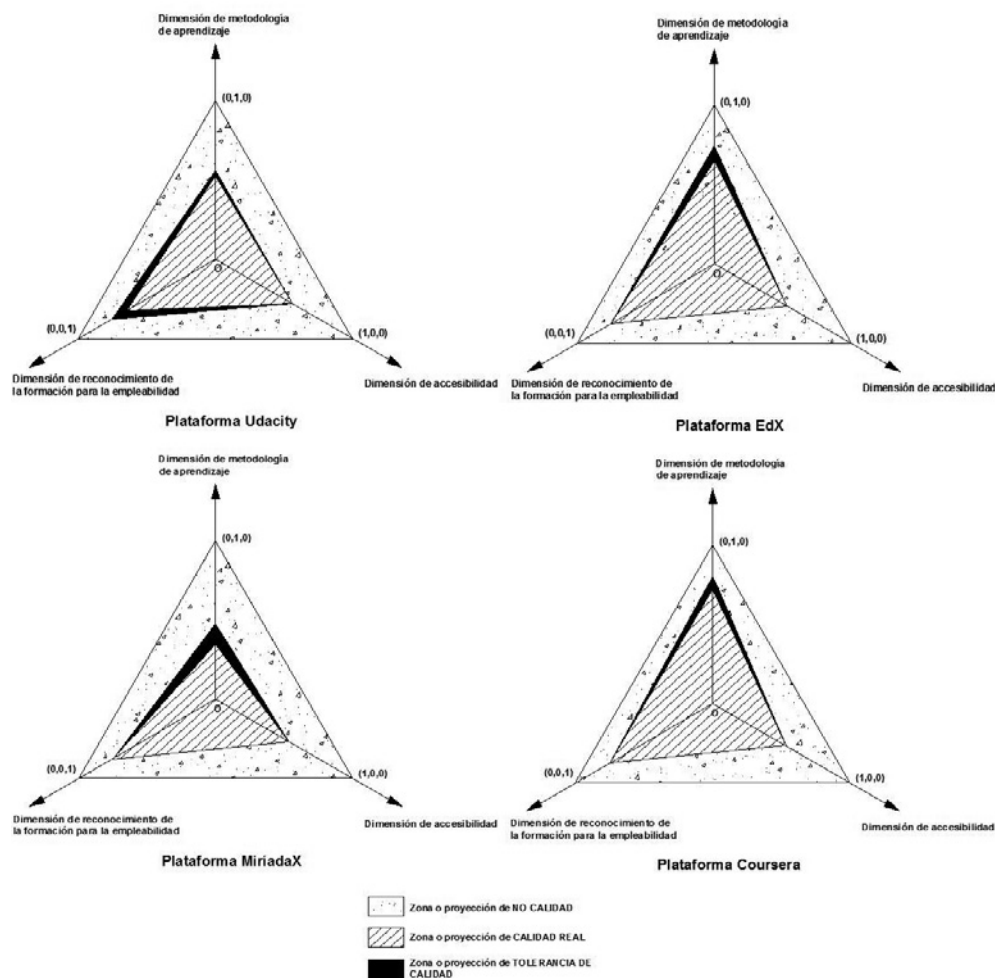 Dimensión de metodología
de aprendizaje
(0,1,0)
O
(0,0,1)
(1,0,0)
Dimensión de reconocimiento de
la formación para la empleabilidad
Dimensión de accesibilidad
Plataforma Udacity
Dimensión de metodología
de aprendizaje
(0,1,0)
O
(0,0,1)
(1,0,0)
Dimensión de reconocimiento de
la formación para la empleabilidad
Dimensión de accesibilidad
Plataforma EdX
Dimensión de metodología
de aprendizaje
(0,1,0)
O
(0,0,1)
(1,0,0)
Dimensión de reconocimiento de
la formación para la empleabilidad
Dimensión de accesibilidad
Plataforma MiriadaX
Dimensión de metodología
de aprendizaje
(0,1,0)
O
(0,0,1)
(1,0,0)
Dimensión de reconocimiento de
la formación para la empleabilidad
Dimensión de accesibilidad
Plataforma Coursera
Zona o proyección de NO CALIDAD
Zona o proyección de CALIDAD REAL
Zona o proyección de TOLERANCIA DE
CALIDAD